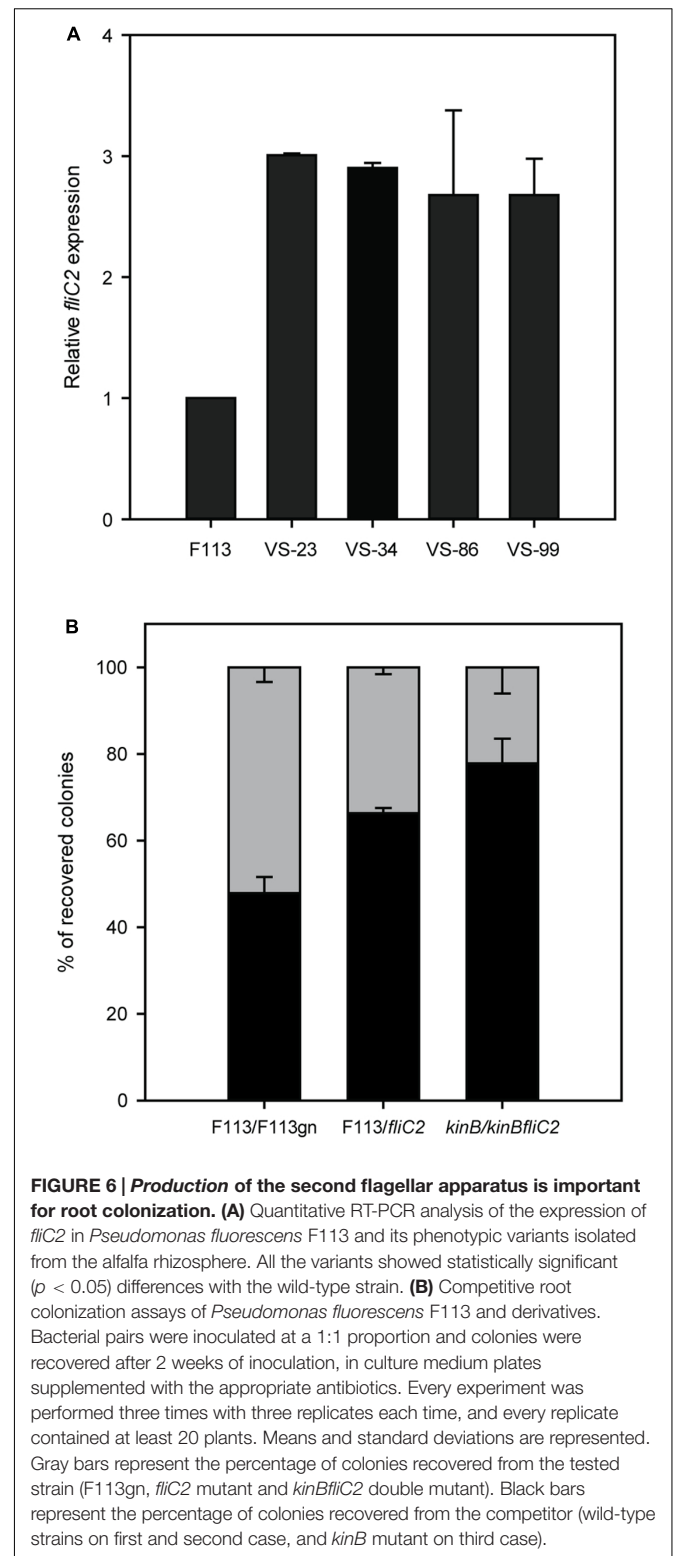 A
4
3
2
1
0
Relative fliC2 expression
F113 VS-23 VS-34 VS-86 VS-99
B
100
80
60
40
20
0
% of recovered colonies
F113/F113gn F113/fliC2 kinB/kinBfliC2
FIGURE 6 | Production of the second flagellar apparatus is important
for root colonization. (A) Quantitative RT-PCR analysis of the expression of
fliC2 in Pseudomonas fluorescens F113 and its phenotypic variants isolated
from the alfalfa rhizosphere. All the variants showed statistically significant
(p < 0.05) differences with the wild-type strain. (B) Competitive root
colonization assays of Pseudomonas fluorescens F113 and derivatives.
Bacterial pairs were inoculated at a 1:1 proportion and colonies were
recovered after 2 weeks of inoculation, in culture medium plates
supplemented with the appropriate antibiotics. Every experiment was
performed three times with three replicates each time, and every replicate
contained at least 20 plants. Means and standard deviations are represented.
Gray bars represent the percentage of colonies recovered from the tested
strain (F113gn, fliC2 mutant and kinBfliC2 double mutant). Black bars
represent the percentage of colonies recovered from the competitor (wild-type
strains on first and second case, and kinB mutant on third case).